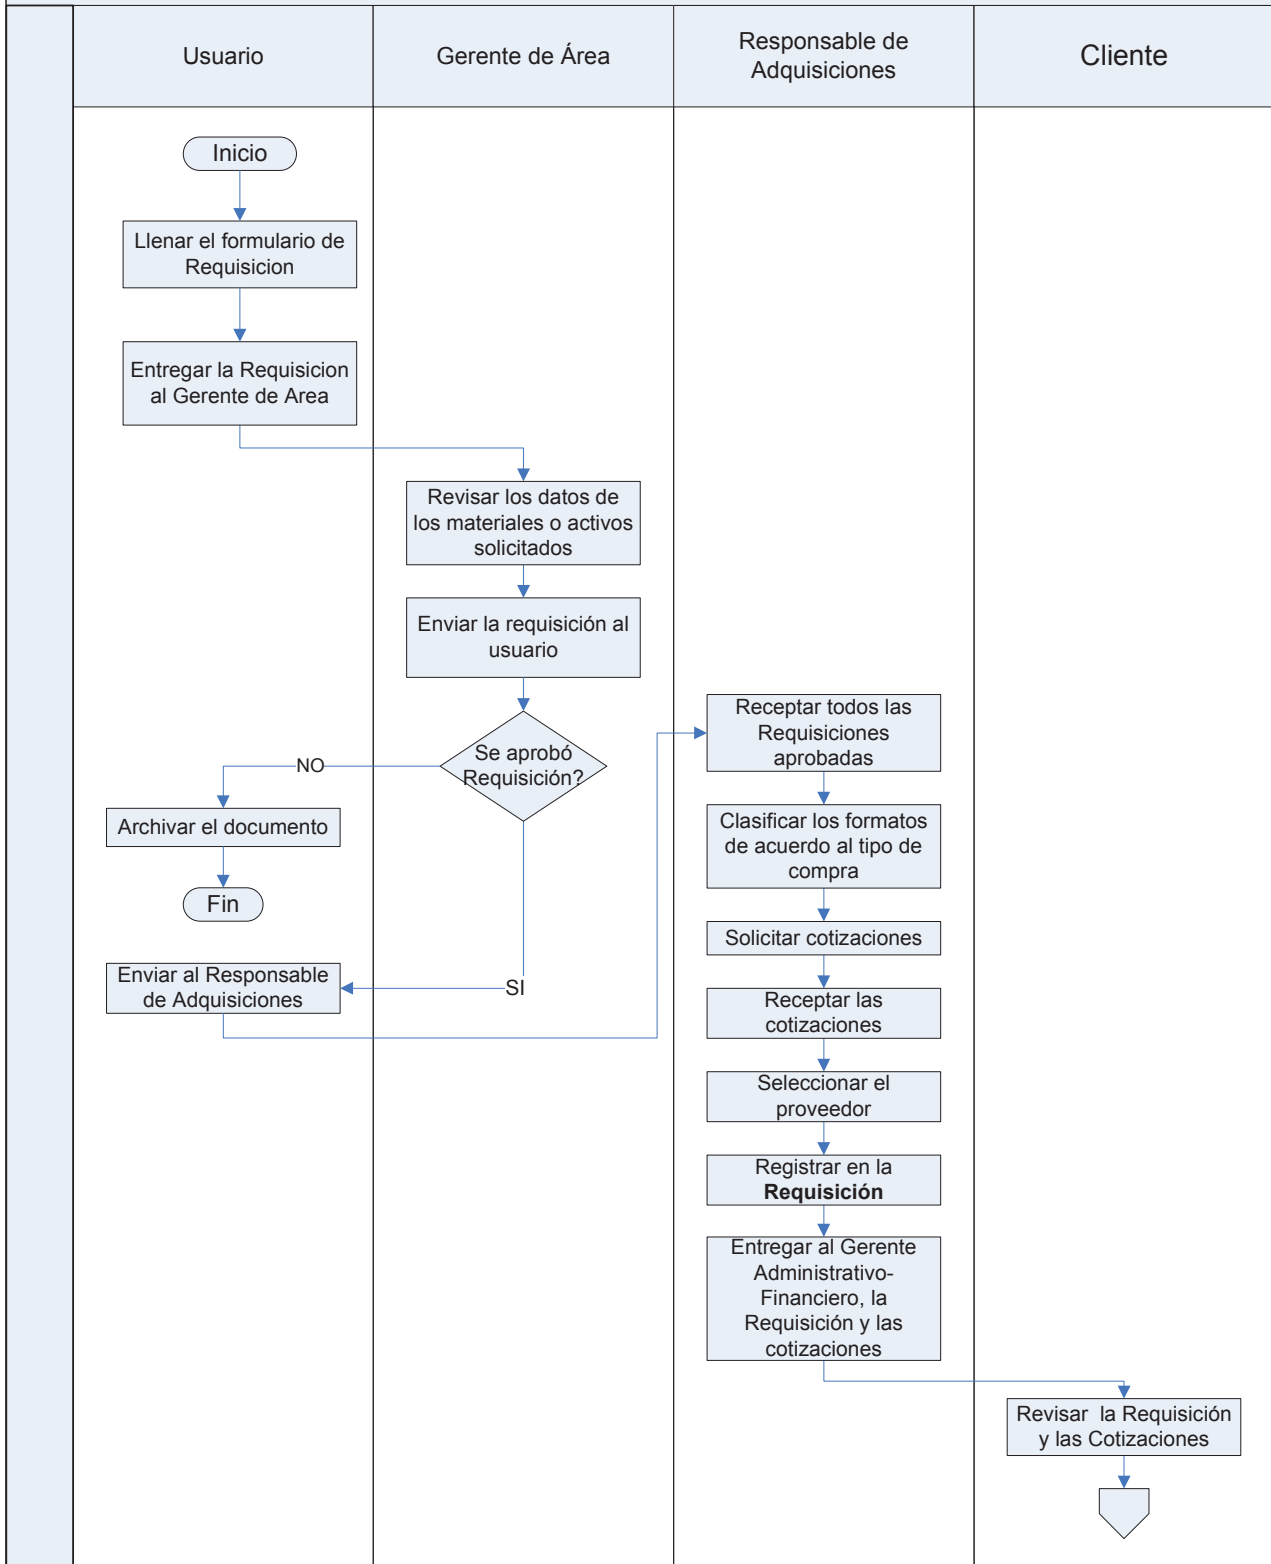 Usuario
Gerente de Área
Responsable de
Adquisiciones
Cliente
Inicio
Llenar el formulario de
Requisicion
Entregar la Requisicion
al Gerente de Area
Revisar los datos de
los materiales o activos
solicitados
Enviar la requisición al
usuario
Se aprobó
Requisición?
NO
Archivar el documento
Fin
SI
Enviar al Responsable
de Adquisiciones
Receptar todos las
Requisiciones
aprobadas
Clasificar los formatos
de acuerdo al tipo de
compra
Solicitar cotizaciones
Receptar las
cotizaciones
Seleccionar el
proveedor
Registrar en la
Requisición
Entregar al Gerente
Administrativo-
Financiero, la
Requisición y las
cotizaciones
Revisar la Requisición
y las Cotizaciones